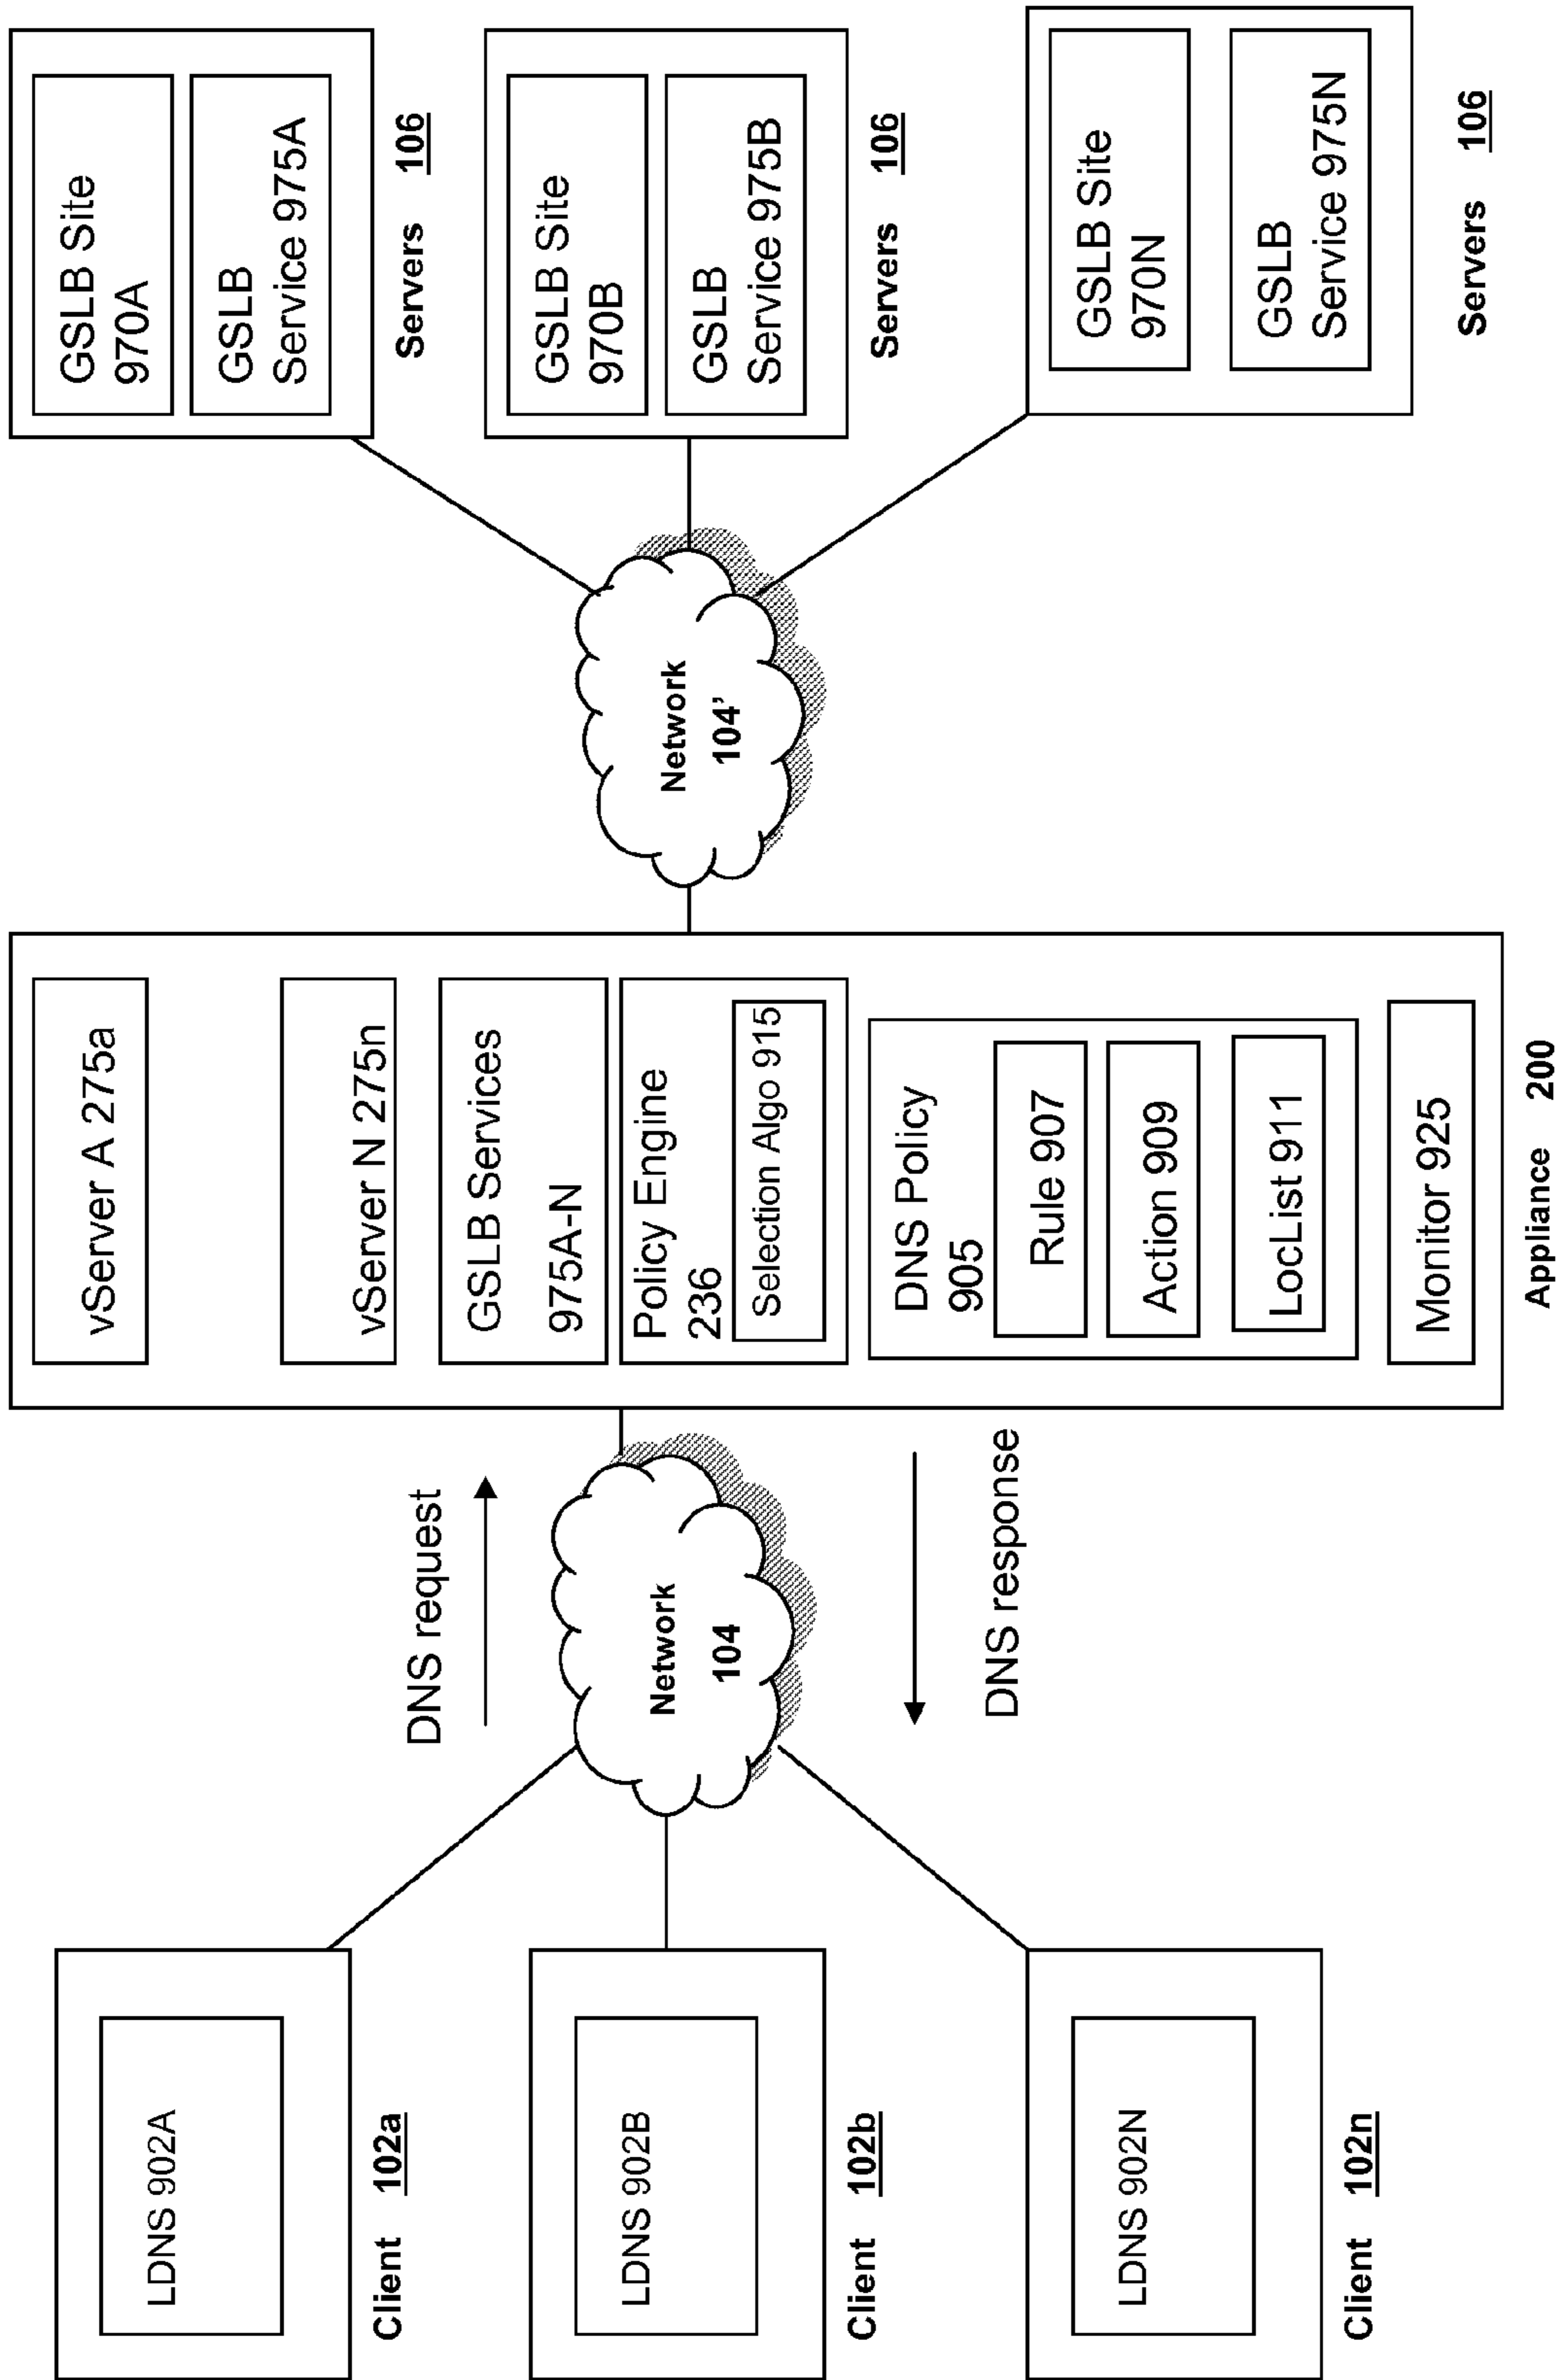 LDNS 902A
Client 102a
LDNS 902B
Client 102b
LDNS 902N
Client 102n
DNS request
Network
104
DNS response
vServer A 275a
vServer N 275n
GSLB Services
975A-N
Policy Engine
236
Selection Algo 915
DNS Policy
905
Rule 907
Action 909
LocList 911
Monitor 925
Appliance 200
Network
104'
GSLB Site
970A
GSLB
Service 975A
Servers 106
GSLB Site
970B
GSLB
Service 975B
Servers 106
GSLB Site
970N
GSLB
Service 975N
Servers 106